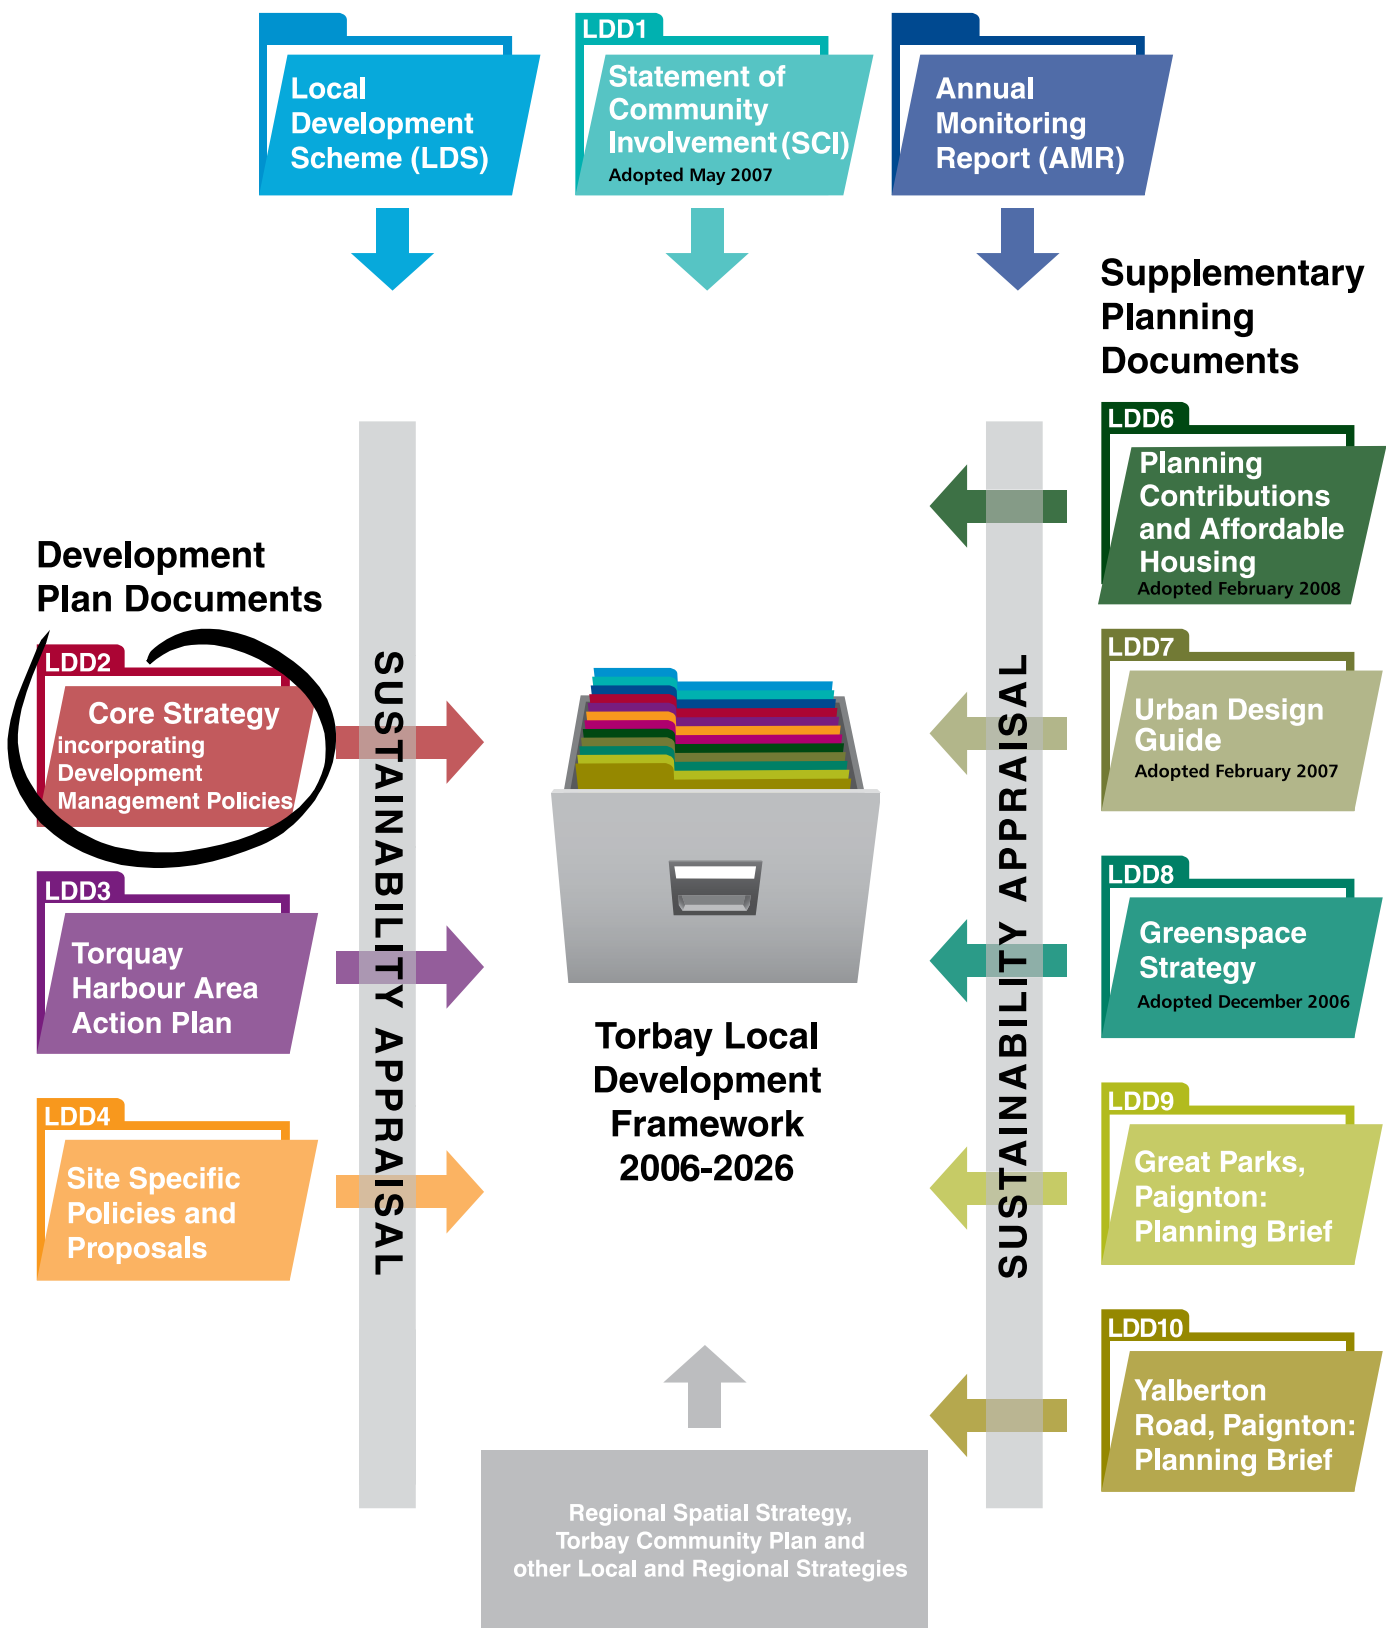 Local
Development
Scheme (LDS)
LDD1
Statement of
Community
Involvement (SCI)
Adopted May 2007
Annual
Monitoring
Report (AMR)
Development
Plan Documents
LDD2
Core Strategy
incorporating
Development
Management Policies
LDD3
Torquay
Harbour Area
Action Plan
LDD4
Site Specific
Policies and
Proposals
SUSTAINABILITY APPRAISAL
Torbay Local
Development
Framework
2006-2026
Regional Spatial Strategy,
Torbay Community Plan and
other Local and Regional Strategies
SUSTAINABILITY APPRAISAL
Supplementary
Planning
Documents
LDD6
Planning
Contributions
and Affordable
Housing
Adopted February 2008
LDD7
Urban Design
Guide
Adopted February 2007
LDD8
Greenspace
Strategy
Adopted December 2006
LDD9
Great Parks,
Paignton:
Planning Brief
LDD10
Yalberton
Road, Paignton:
Planning Brief